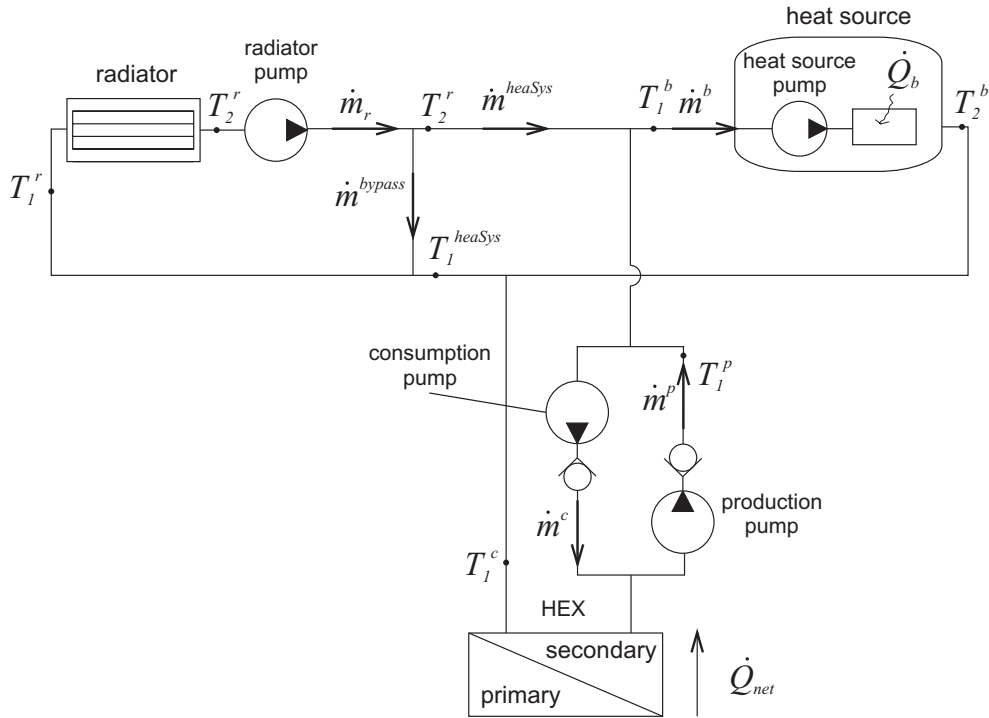 heat source
radiator
pump
heat source
pump
Q̇_b
radiator
T_2^r
ṁ_r
T_2^r
ṁ^{heaSys}
T_1^b
ṁ^b
T_2^b
T_1^r
ṁ^{bypass}
T_1^{heaSys}
consumption
pump
T_1^p
ṁ^p
production
pump
ṁ^c
T_1^c
HEX
secondary
primary
Q̇_{net}